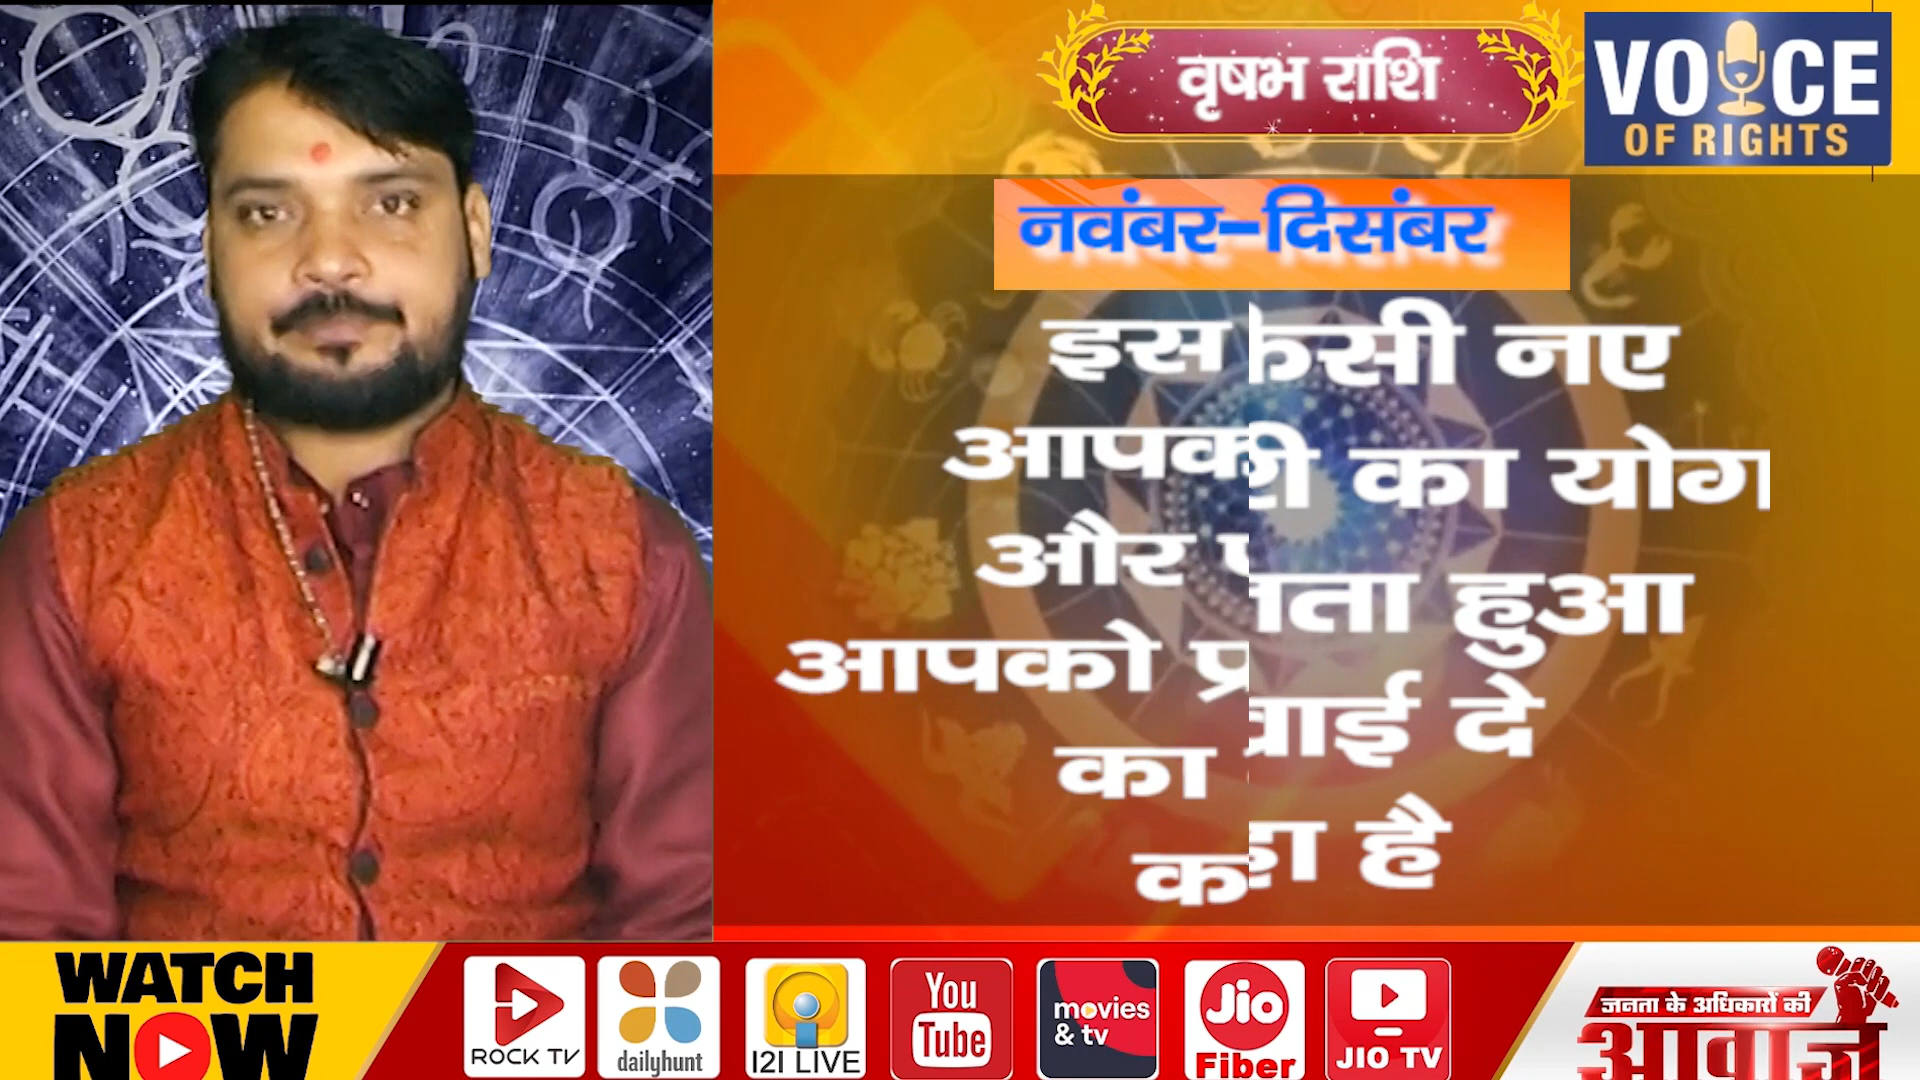 वृषभ राशि
VOICE
OF RIGHTS
नवंबर-दिसंबर
इस नए
का योग
और हुआ
आपको दे
का
है
WATCH
NOW
ROCK TV
dailyhunt
I2I LIVE
You
Tube
movies
& tv
Jio
Fiber
JIO TV
जनता के अधिकारों की
आवाज